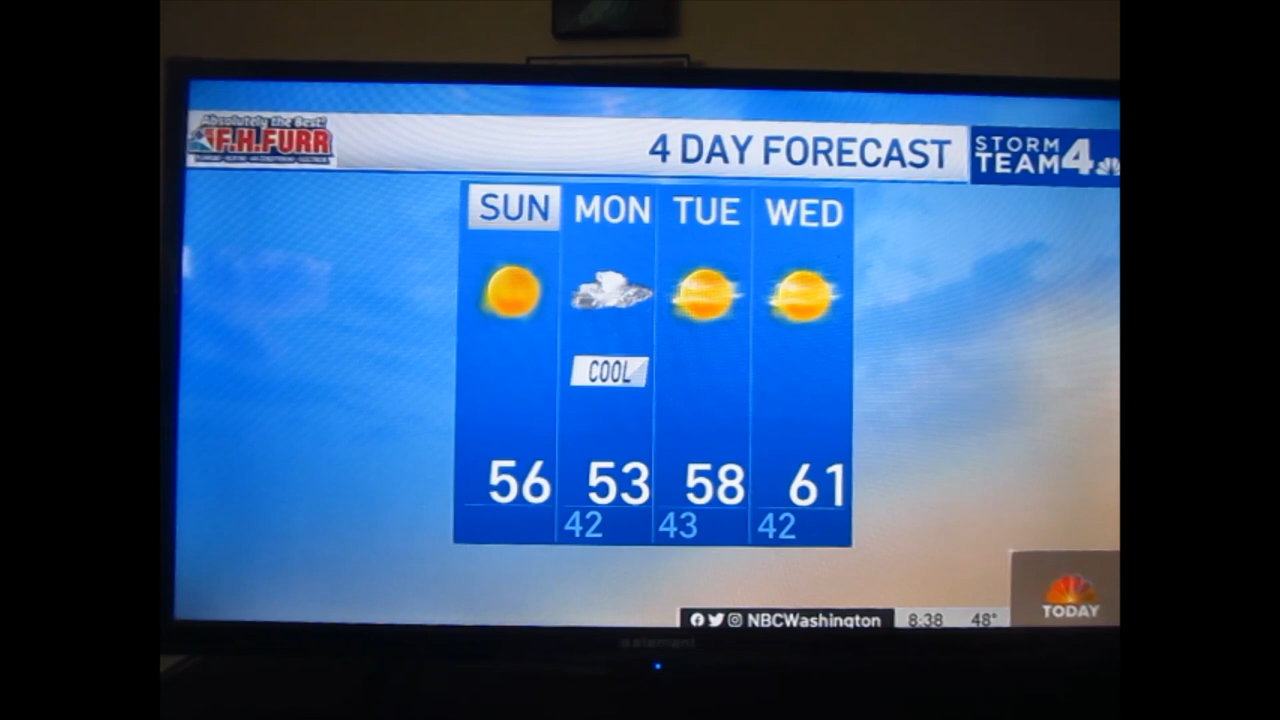 Absolutely the Best!
F.H.FURR
4 DAY FORECAST
STORM
TEAM4
SUN MON TUE WED
COOL
56 53 58 61
42 43 42
TODAY
NBCWashington 8:38 48°
element